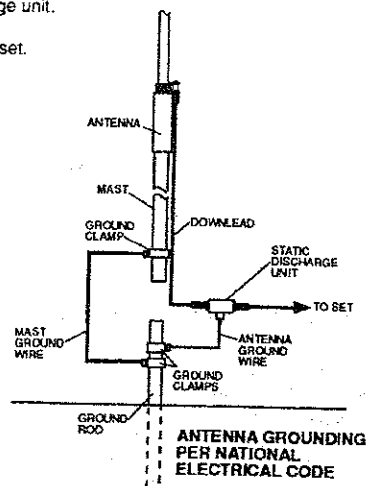 ge unit.
set.
ANTENNA
MAST
GROUND
CLAMP
DOWNLEAD
STATIC
DISCHARGE
UNIT
TO SET
MAST
GROUND
WIRE
ANTENNA
GROUND
WIRE
GROUND
CLAMPS
GROUND
ROD
ANTENNA GROUNDING
PER NATIONAL
ELECTRICAL CODE